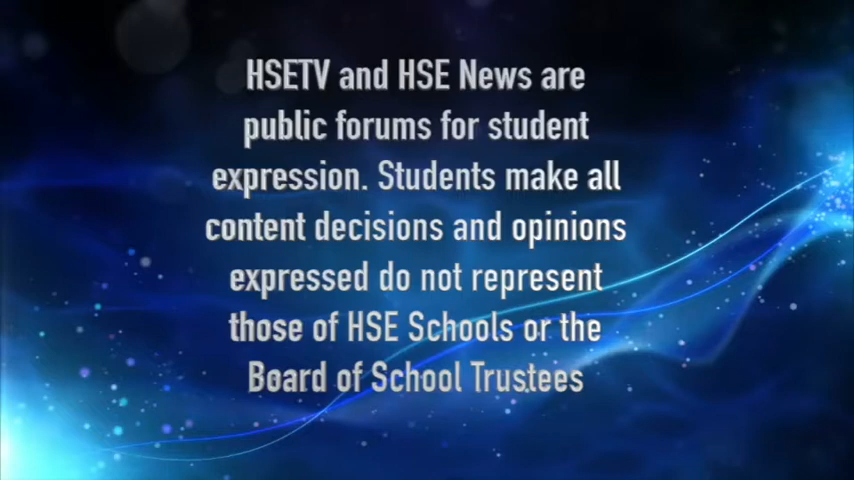 HSETV and HSE News are
public forums for student
expression. Students make all
content decisions and opinions
expressed do not represent
those of HSE Schools or the
Board of School Trustees